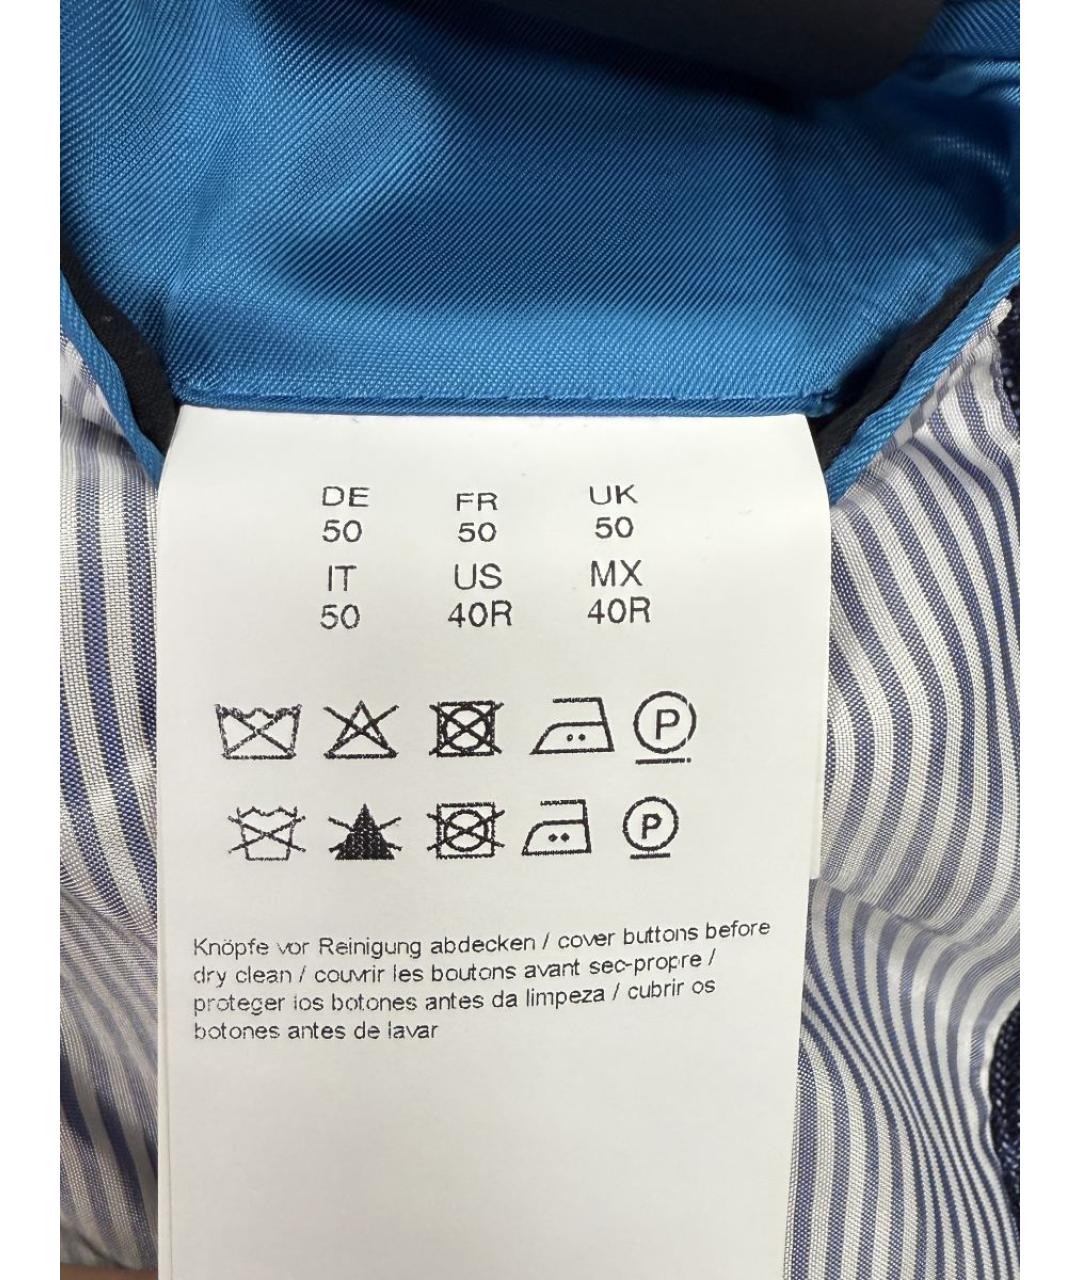 DE FR UK
50 50 50
IT US MX
50 40R 40R
P
P
Knöpfe vor Reinigung abdecken / cover buttons before
dry clean / couvrir les boutons avant sec-propre /
proteger los botones antes da limpeza / cubrir os
botones antes de lavar